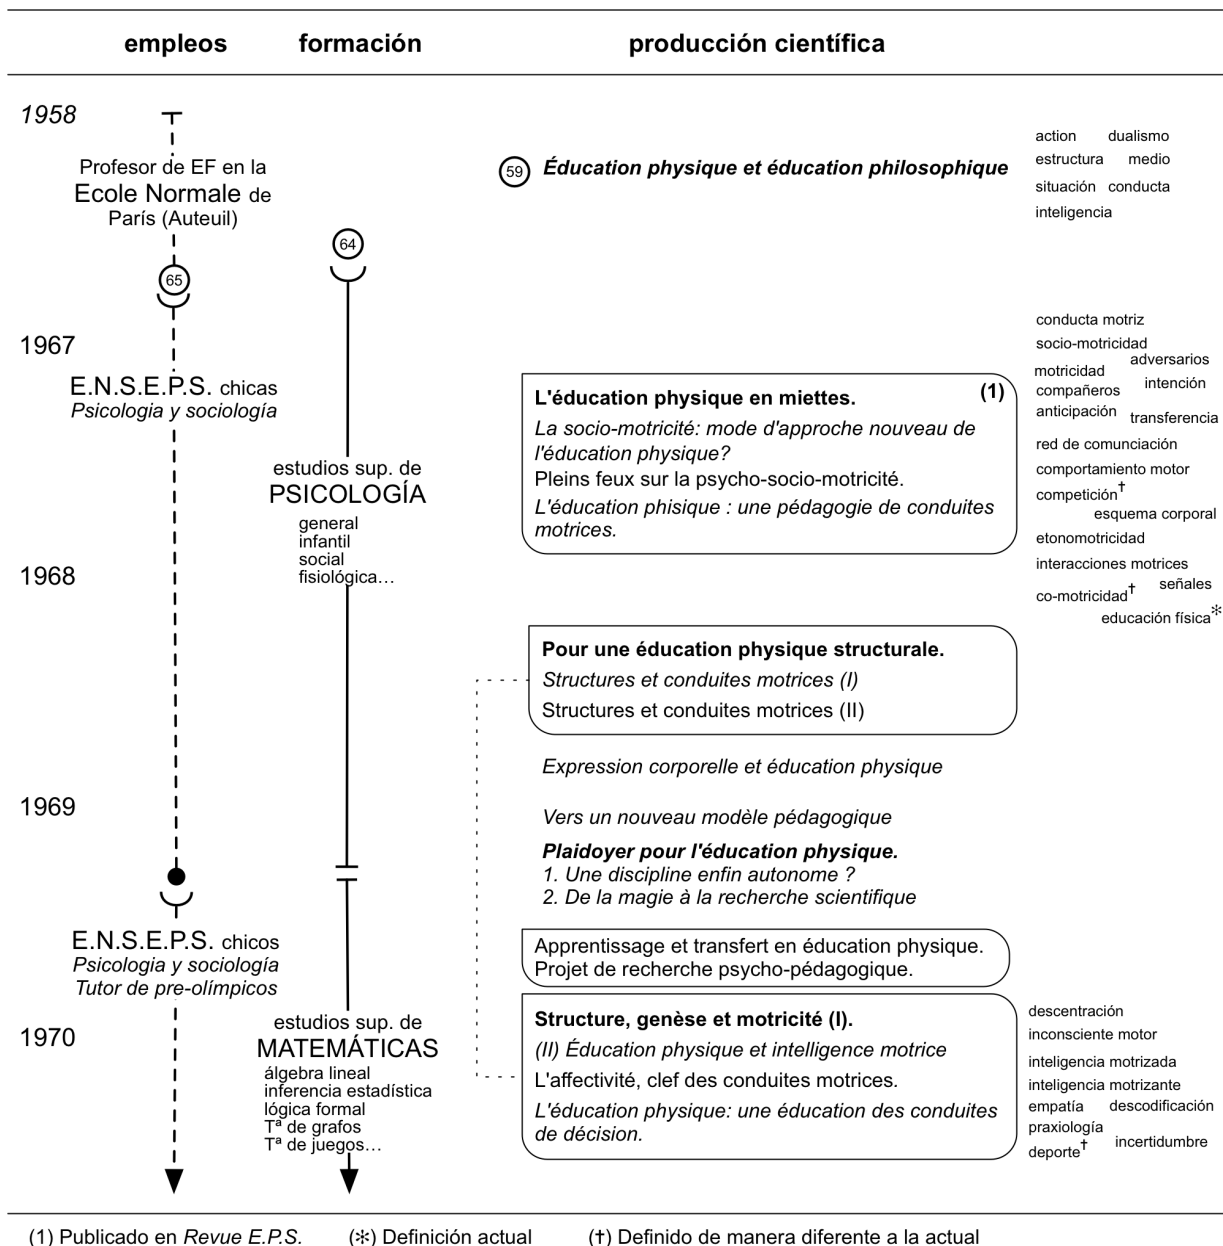 empleos formación producción científica
1958
Profesor de EF en la
Ecole Normale de
París (Auteuil)
65
1967
E.N.S.E.P.S. chicas
Psicologia y sociología
1968
1969
E.N.S.E.P.S. chicos
Psicologia y sociología
Tutor de pre-olímpicos
1970
64
estudios sup. de
PSICOLOGÍA
general
infantil
social
fisiológica...
estudios sup. de
MATEMÁTICAS
álgebra lineal
inferencia estadística
lógica formal
Tª de grafos
Tª de juegos...
59 Éducation physique et éducation philosophique
L'éducation physique en miettes. (1)
La socio-motricité: mode d'approche nouveau de
l'éducation physique?
Pleins feux sur la psycho-socio-motricité.
L'éducation phisique : une pédagogie de conduites
motrices.
Pour une éducation physique structurale.
Structures et conduites motrices (I)
Structures et conduites motrices (II)
Expression corporelle et éducation physique
Vers un nouveau modèle pédagogique
Plaidoyer pour l'éducation physique.
1. Une discipline enfin autonome ?
2. De la magie à la recherche scientifique
Apprentissage et transfert en éducation physique.
Projet de recherche psycho-pédagogique.
Structure, genèse et motricité (I).
(II) Éducation physique et intelligence motrice
L'affectivité, clef des conduites motrices.
L'éducation physique: une éducation des conduites
de décision.
action dualismo
estructura medio
situación conducta
inteligencia
conducta motriz
socio-motricidad
adversarios
motricidad
compañeros intención
anticipación transferencia
red de comunciación
comportamiento motor
competición†
esquema corporal
etonomotricidad
interacciones motrices
co-motricidad† señales
educación física✻
descentración
inconsciente motor
inteligencia motrizada
inteligencia motrizante
empatía descodificación
praxiología
deporte† incertidumbre
(1) Publicado en Revue E.P.S. (✻) Definición actual (†) Definido de manera diferente a la actual